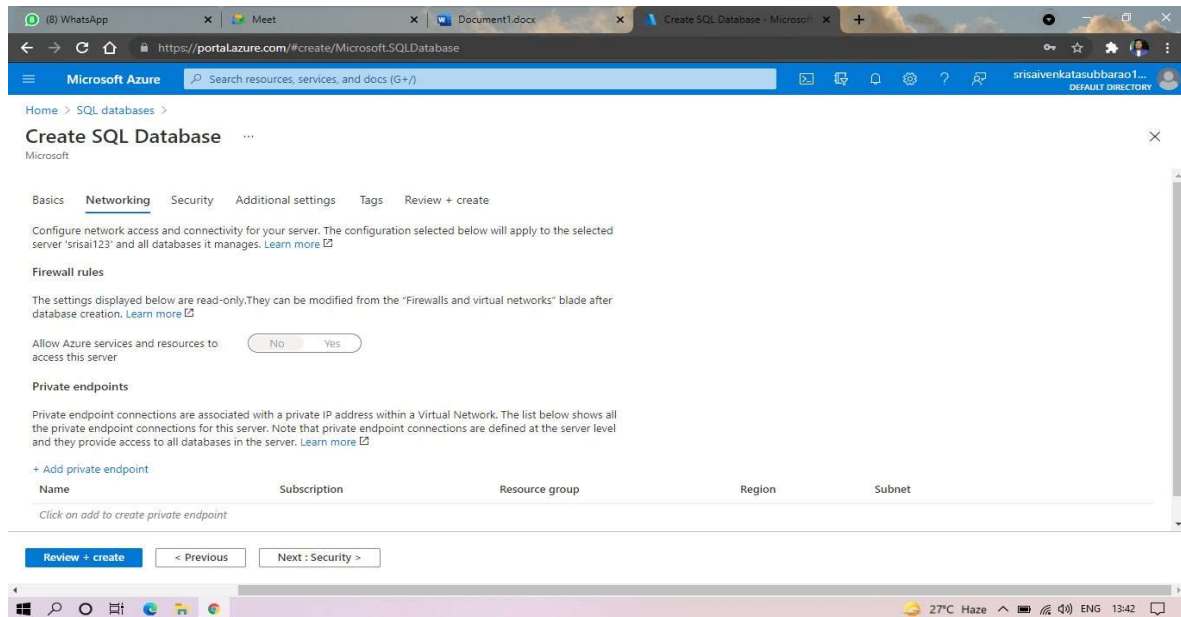 (8) WhatsApp
Meet
Document1.docx
Create SQL Database - Microsof
https://portal.azure.com/#create/Microsoft.SQLDatabase
Microsoft Azure
Search resources, services, and docs (G+/)
srisaivenkatasubbarao1...
DEFAULT DIRECTORY
Home > SQL databases >
Create SQL Database ...
Microsoft
Basics Networking Security Additional settings Tags Review + create
Configure network access and connectivity for your server. The configuration selected below will apply to the selected
server 'srisai123' and all databases it manages. Learn more
Firewall rules
The settings displayed below are read-only.They can be modified from the "Firewalls and virtual networks" blade after
database creation. Learn more
Allow Azure services and resources to
access this server
No Yes
Private endpoints
Private endpoint connections are associated with a private IP address within a Virtual Network. The list below shows all
the private endpoint connections for this server. Note that private endpoint connections are defined at the server level
and they provide access to all databases in the server. Learn more
+ Add private endpoint
Name Subscription Resource group Region Subnet
Click on add to create private endpoint
Review + create
< Previous
Next : Security >
27°C Haze ENG 13:42